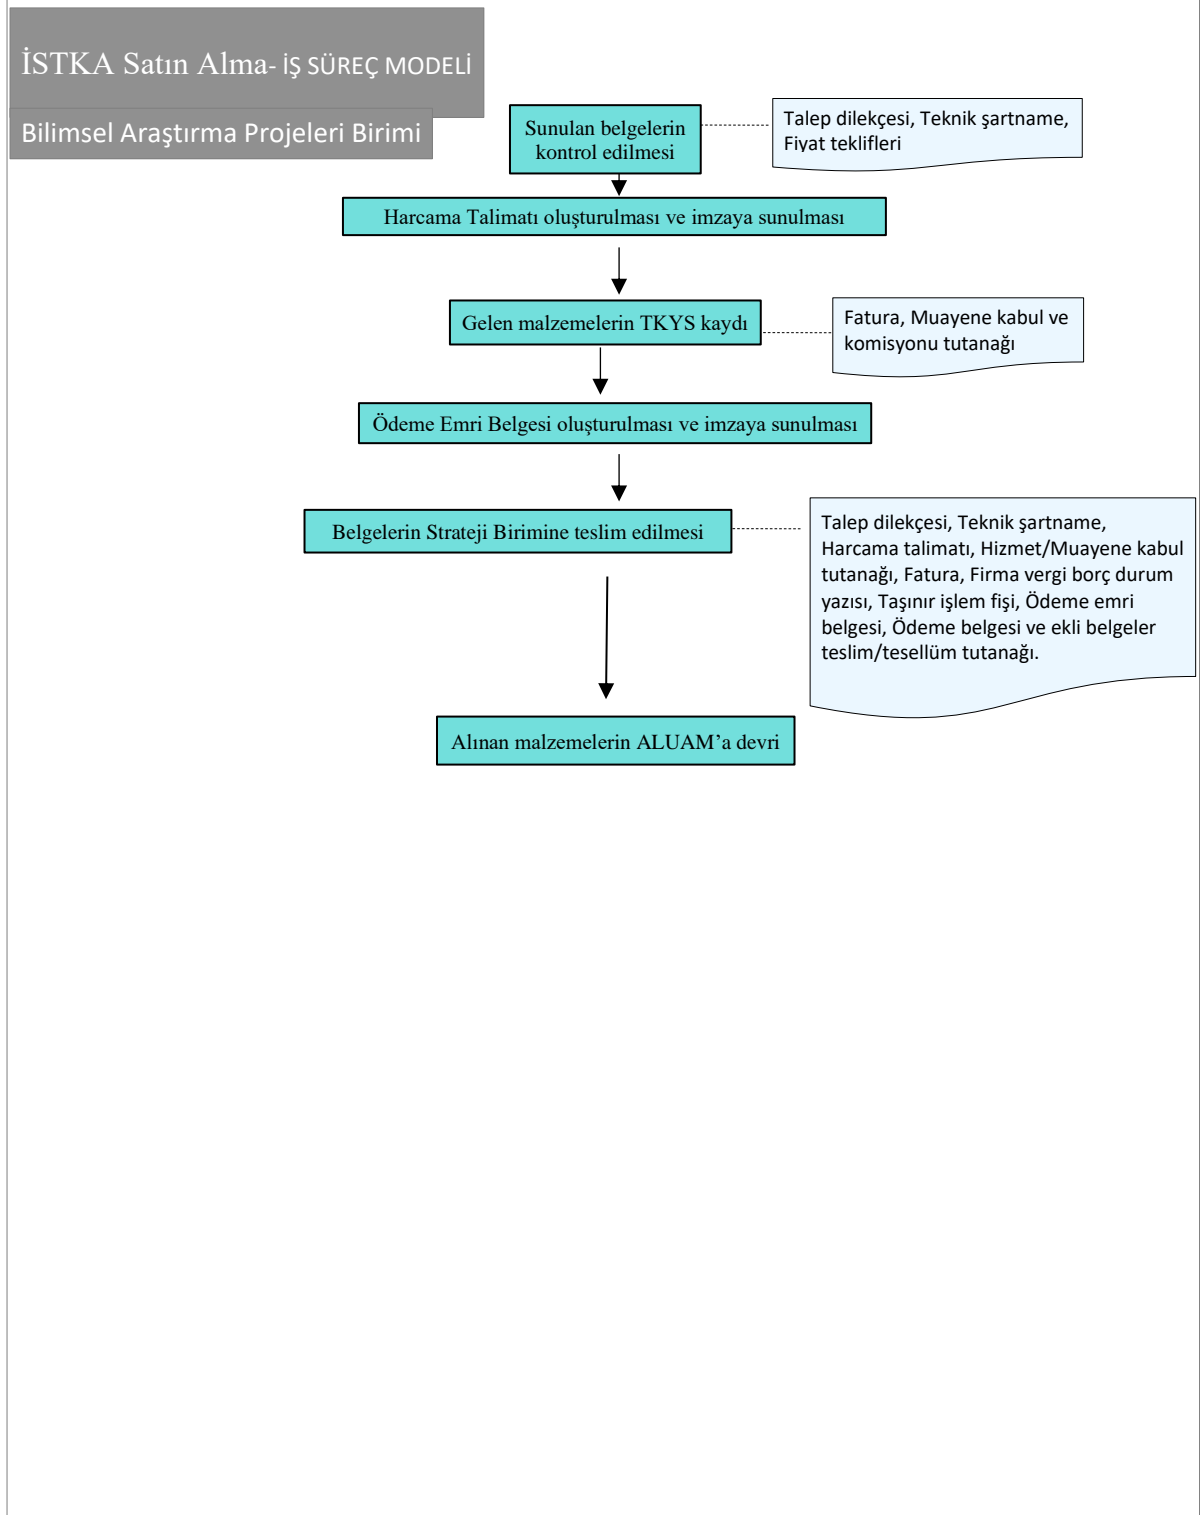 İSTKA Satın Alma- İŞ SÜREÇ MODELİ
Bilimsel Araştırma Projeleri Birimi
Sunulan belgelerin
kontrol edilmesi
Talep dilekçesi, Teknik şartname,
Fiyat teklifleri
Harcama Talimatı oluşturulması ve imzaya sunulması
Gelen malzemelerin TKYS kaydı
Fatura, Muayene kabul ve
komisyonu tutanağı
Ödeme Emri Belgesi oluşturulması ve imzaya sunulması
Belgelerin Strateji Birimine teslim edilmesi
Talep dilekçesi, Teknik şartname,
Harcama talimatı, Hizmet/Muayene kabul
tutanağı, Fatura, Firma vergi borç durum
yazısı, Taşınır işlem fişi, Ödeme emri
belgesi, Ödeme belgesi ve ekli belgeler
teslim/tesellüm tutanağı.
Alınan malzemelerin ALUAM’a devri